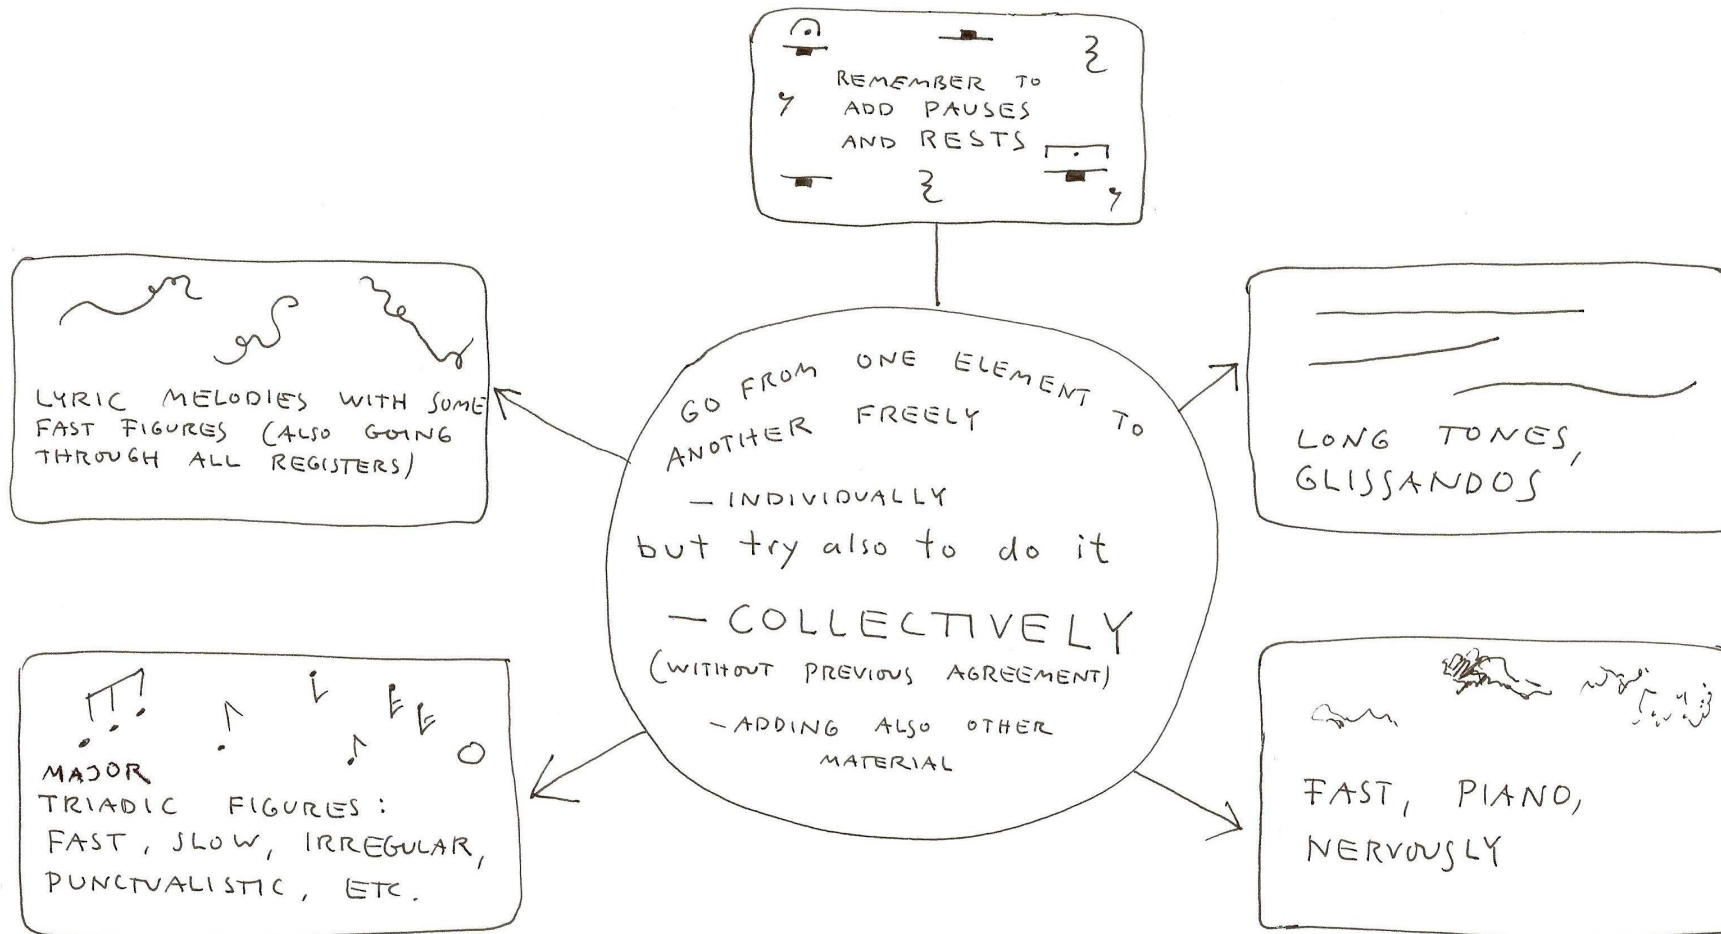 REMEMBER TO
ADD PAUSES
AND RESTS
LYRIC MELODIES WITH SOME
FAST FIGURES (ALSO GOING
THROUGH ALL REGISTERS)
GO FROM ONE ELEMENT TO
ANOTHER FREELY
— INDIVIDUALLY
but try also to do it
— COLLECTIVELY
(WITHOUT PREVIOUS AGREEMENT)
— ADDING ALSO OTHER
MATERIAL
LONG TONES,
GLISSANDOS
MAJOR
TRIADIC FIGURES:
FAST, SLOW, IRREGULAR,
PUNCTUALISTIC, ETC.
FAST, PIANO,
NERVOUSLY